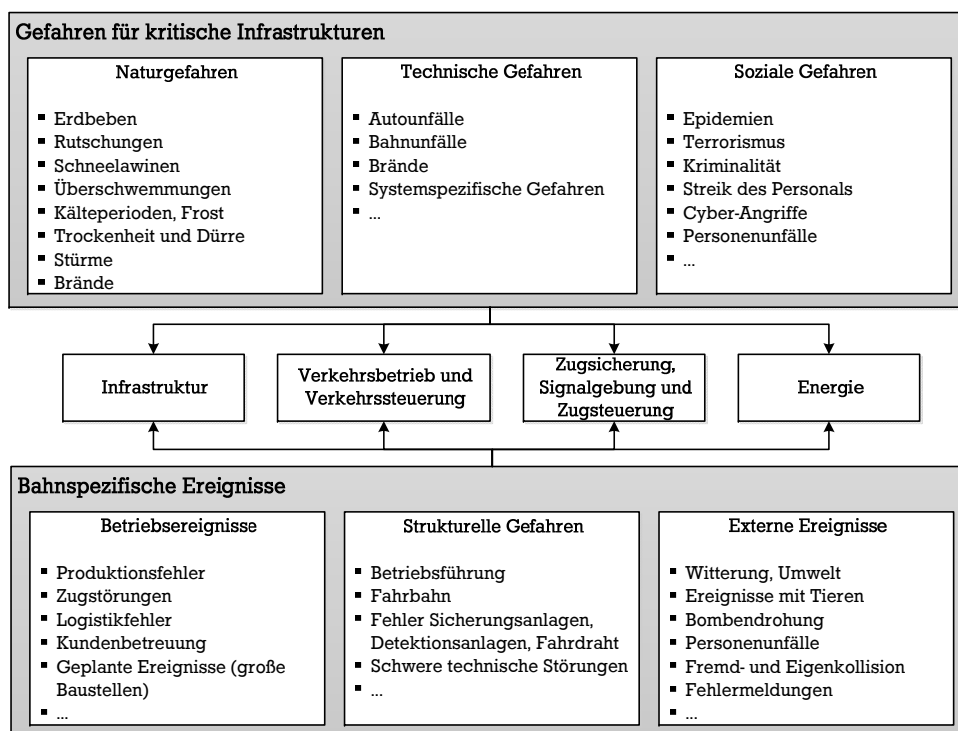 Gefahren für kritische Infrastrukturen
Naturgefahren
▪ Erdbeben
▪ Rutschungen
▪ Schneelawinen
▪ Überschwemmungen
▪ Kälteperioden, Frost
▪ Trockenheit und Dürre
▪ Stürme
▪ Brände
Technische Gefahren
▪ Autounfälle
▪ Bahnunfälle
▪ Brände
▪ Systemspezifische Gefahren
▪ ...
Soziale Gefahren
▪ Epidemien
▪ Terrorismus
▪ Kriminalität
▪ Streik des Personals
▪ Cyber-Angriffe
▪ Personenunfälle
▪ ...
Infrastruktur
Verkehrsbetrieb und
Verkehrssteuerung
Zugsicherung,
Signalgebung und
Zugsteuerung
Energie
Bahnspezifische Ereignisse
Betriebsereignisse
▪ Produktionsfehler
▪ Zugstörungen
▪ Logistikfehler
▪ Kundenbetreuung
▪ Geplante Ereignisse (große
Baustellen)
▪ ...
Strukturelle Gefahren
▪ Betriebsführung
▪ Fahrbahn
▪ Fehler Sicherungsanlagen,
Detektionsanlagen, Fahrdraht
▪ Schwere technische Störungen
▪ ...
Externe Ereignisse
▪ Witterung, Umwelt
▪ Ereignisse mit Tieren
▪ Bombendrohung
▪ Personenunfälle
▪ Fremd- und Eigenkollision
▪ Fehlermeldungen
▪ ...